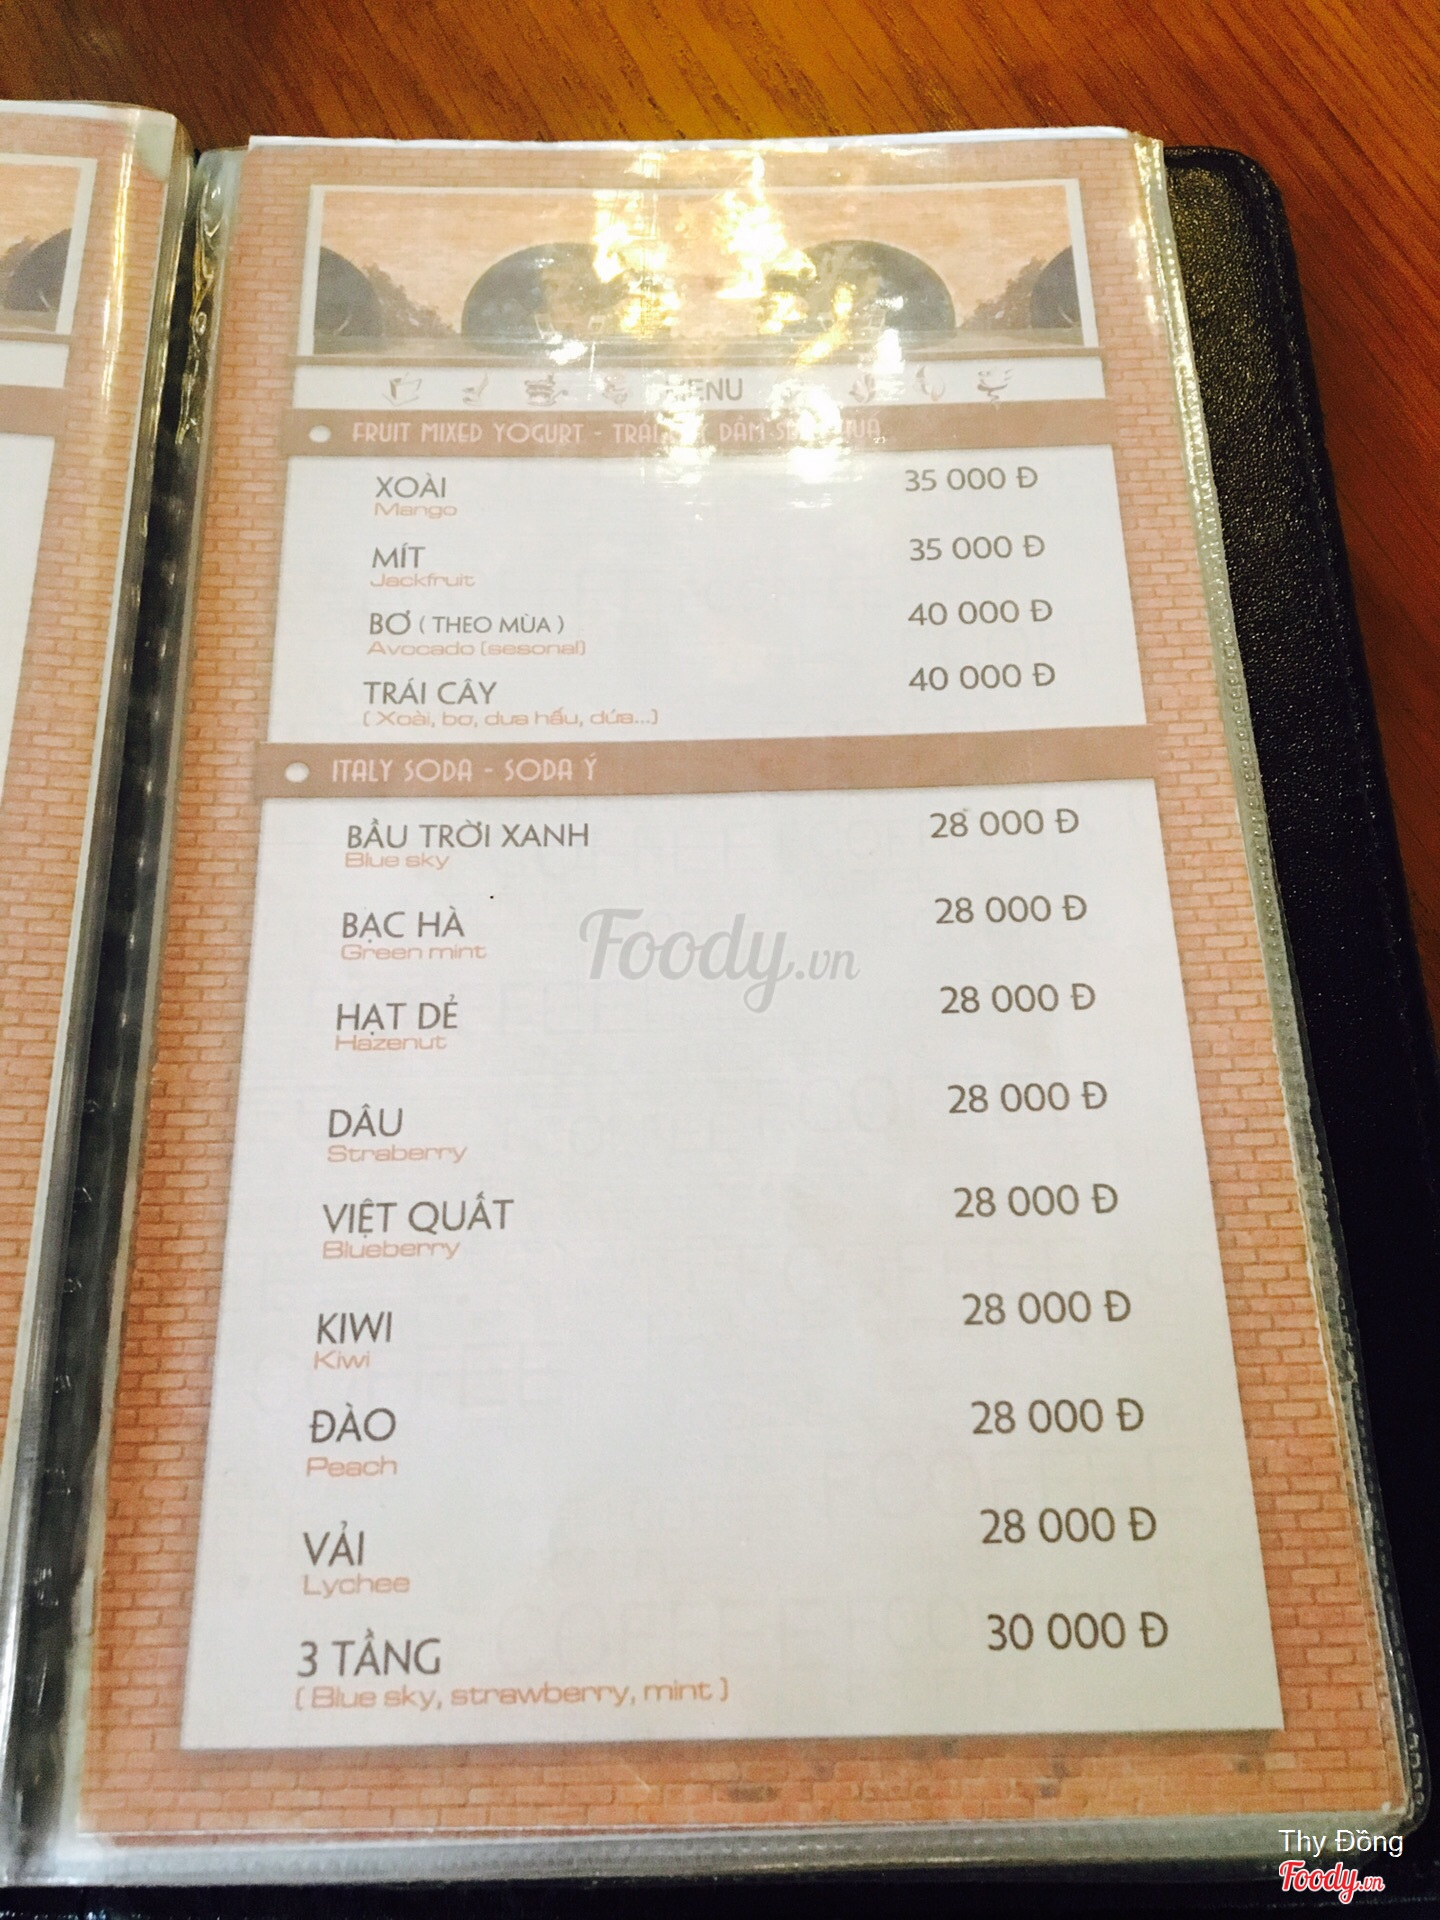 MENU
FRUIT MIXED YOGURT - TRÁI CÂY DẦM SỮA CHUA
XOÀI 35 000 Đ
Mango
MÍT 35 000 Đ
Jackfruit
BƠ ( THEO MÙA ) 40 000 Đ
Avocado (sesonal)
TRÁI CÂY 40 000 Đ
( Xoài, bơ, dưa hấu, dứa...)
ITALY SODA - SODA Ý
BẦU TRỜI XANH 28 000 Đ
Blue sky
BẠC HÀ 28 000 Đ
Green mint
HẠT DẺ 28 000 Đ
Hazenut
DÂU 28 000 Đ
Straberry
VIỆT QUẤT 28 000 Đ
Blueberry
KIWI 28 000 Đ
Kiwi
ĐÀO 28 000 Đ
Peach
VẢI 28 000 Đ
Lychee
3 TẦNG 30 000 Đ
( Blue sky, strawberry, mint )
Foody.vn
Thy Đồng
Foody.vn